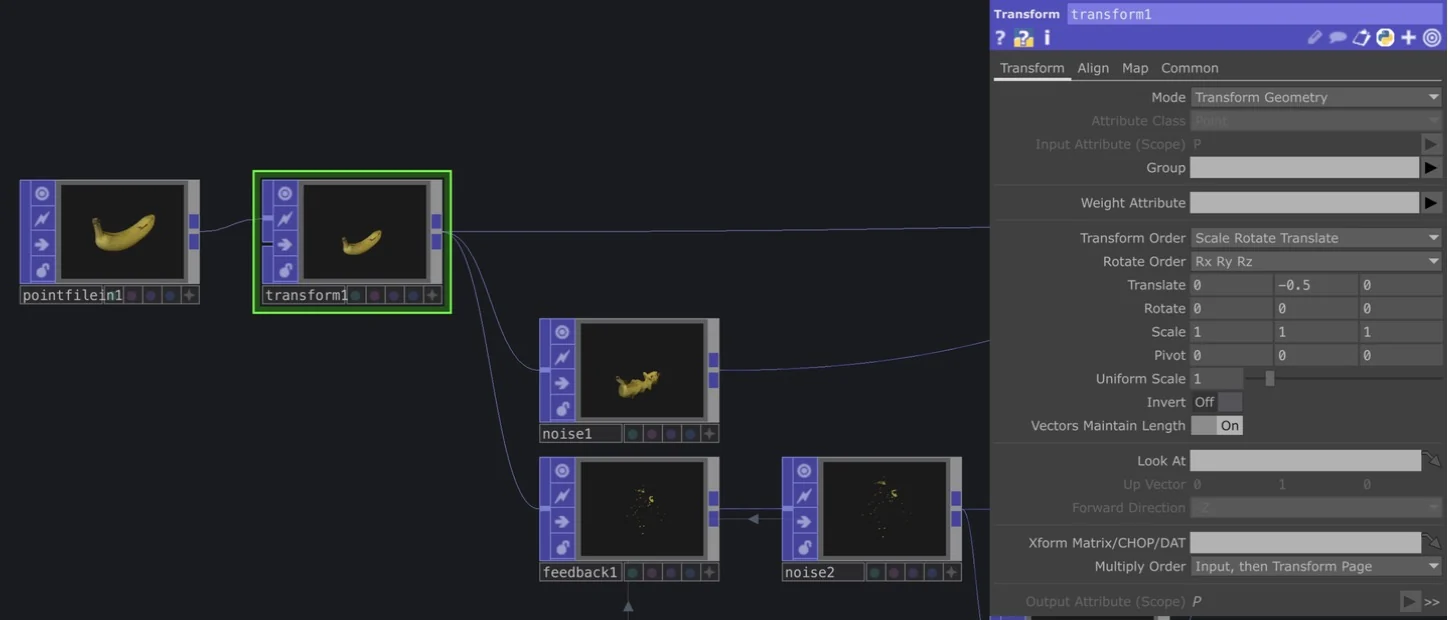 Transform transform1
? ? i
Transform Align Map Common
Mode Transform Geometry
Attribute Class Point
Input Attribute (Scope) P
Group
Weight Attribute
Transform Order Scale Rotate Translate
Rotate Order Rx Ry Rz
Translate 0 −0.5 0
Rotate 0 0 0
Scale 1 1 1
Pivot 0 0 0
Uniform Scale 1
Invert Off
Vectors Maintain Length On
Look At
Up Vector 0 1 0
Forward Direction -Z
Xform Matrix/CHOP/DAT
Multiply Order Input, then Transform Page
Output Attribute (Scope) P >>
pointfilein1
transform1
noise1
feedback1
noise2